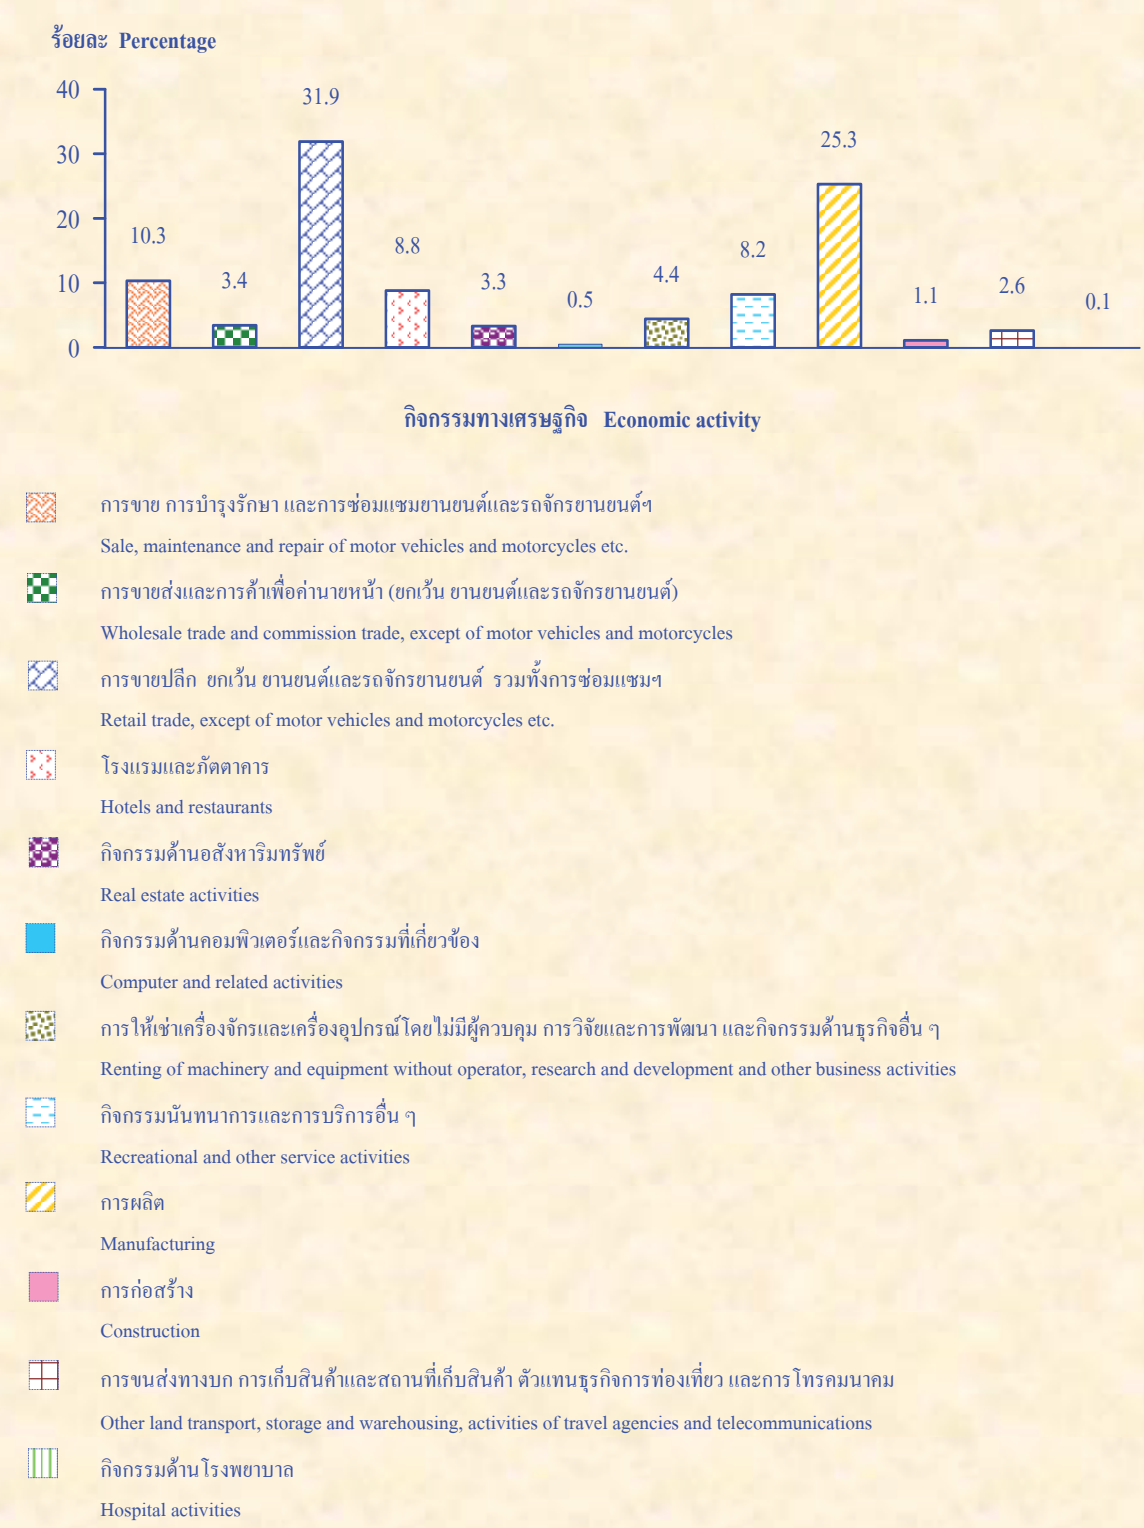 ร้อยละ Percentage
40
31.9
25.3
30
20
10.3
8.8
8.2
3.4
3.3
4.4
2.6
10
0.5
1.1
0.1
0
กิจกรรมทางเศรษฐกิจ Economic activity
การขาย การบำรุงรักษา และการซ่อมแซมยานยนต์และรถจักรยานยนต์ฯ
Sale, maintenance and repair of motor vehicles and motorcycles etc.
การขายส่งและการค้าเพื่อค่านายหน้า (ยกเว้น ยานยนต์และรถจักรยานยนต์)
Wholesale trade and commission trade, except of motor vehicles and motorcycles
การขายปลีก ยกเว้น ยานยนต์และรถจักรยานยนต์ รวมทั้งการซ่อมแซมฯ
Retail trade, except of motor vehicles and motorcycles etc.
โรงแรมและภัตตาคาร
Hotels and restaurants
กิจกรรมด้านอสังหาริมทรัพย์
Real estate activities
กิจกรรมด้านคอมพิวเตอร์และกิจกรรมที่เกี่ยวข้อง
Computer and related activities
การให้เช่าเครื่องจักรและเครื่องอุปกรณ์โดยไม่มีผู้ควบคุม การวิจัยและการพัฒนา และกิจกรรมด้านธุรกิจอื่น ๆ
Renting of machinery and equipment without operator, research and development and other business activities
กิจกรรมนันทนาการและการบริการอื่น ๆ
Recreational and other service activities
การผลิต
Manufacturing
การก่อสร้าง
Construction
การขนส่งทางบก การเก็บสินค้าและสถานที่เก็บสินค้า ตัวแทนธุรกิจการท่องเที่ยว และการโทรคมนาคม
Other land transport, storage and warehousing, activities of travel agencies and telecommunications
กิจกรรมด้านโรงพยาบาล
Hospital activities